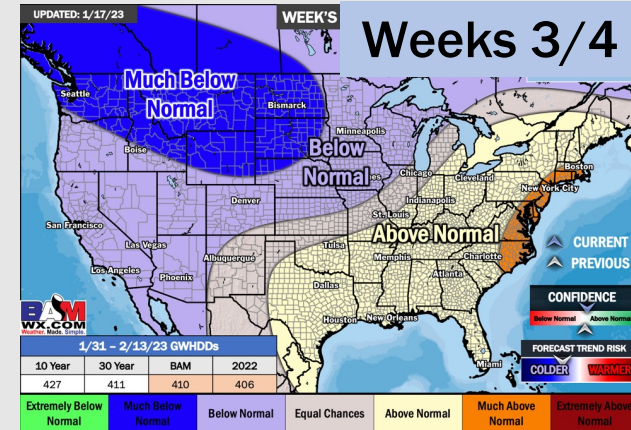 UPDATED: 1/17/23
WEEK'S
Weeks 3/4
Much Below
Normal
Seattle
Bismarck
Minneapolis
Boise
Below
Normal
es
Boston
Chicago
Cleveland
New York City
Denver
Indianapolis
St. Louis
San Francisco
Above Normal
Las Vegas
Tulsa
Memphis
Charlotte
Albuquerque
Los Angeles
Phoenix
Atlanta
Dallas
Houston
New Orleans
Miami
CURRENT
PREVIOUS
CONFIDENCE
Below Normal Above Norma
FORECAST TREND RISK
COLDER WARMER
BAM
WX.COM
Weather. Made. Simple.
1/31 – 2/13/23 GWHDDs
10 Year 30 Year BAM 2022
427 411 410 406
Extremely Below
Normal
Much Below
Normal
Below Normal
Equal Chances
Above Normal
Much Above
Normal
Extremely Above
Normal